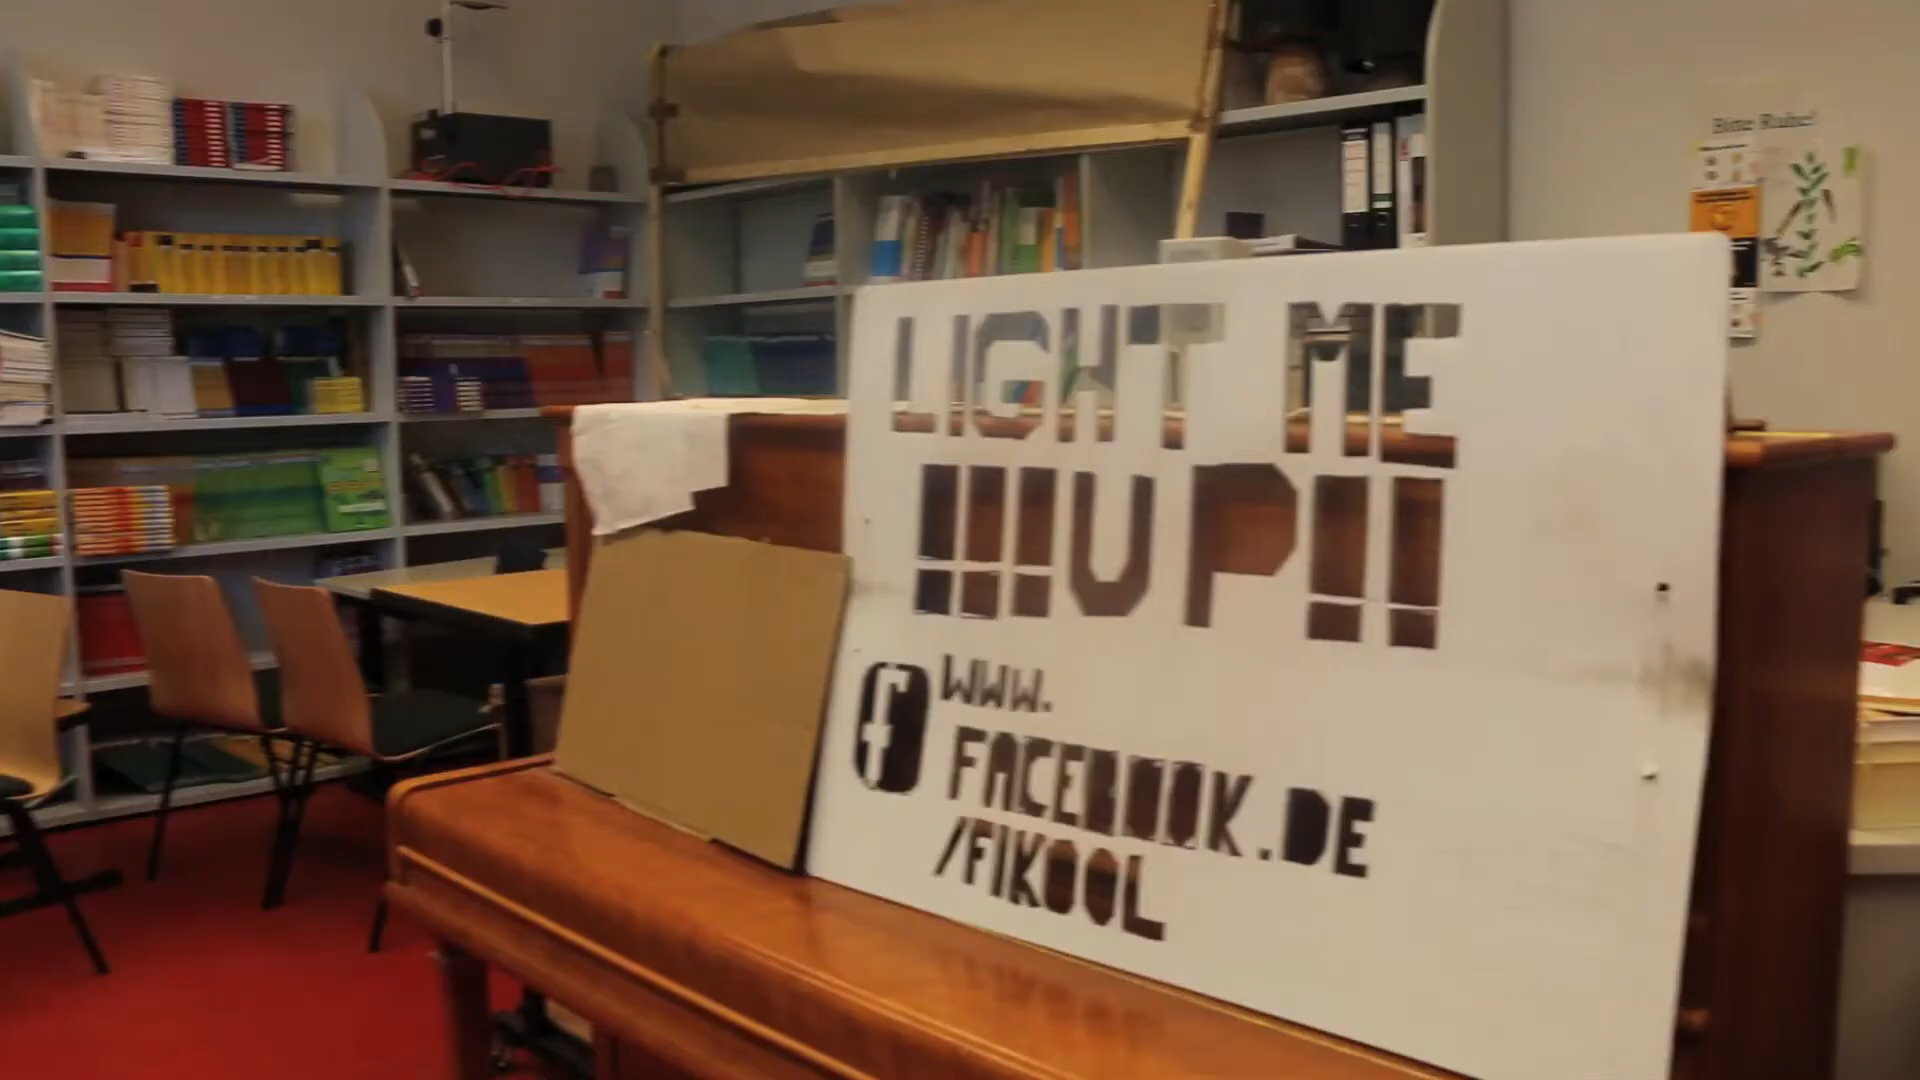 Bitte Ruhe!
LIGHT ME
!!!UP!!
f www.
FACEBOOK.DE
/FIKOOL